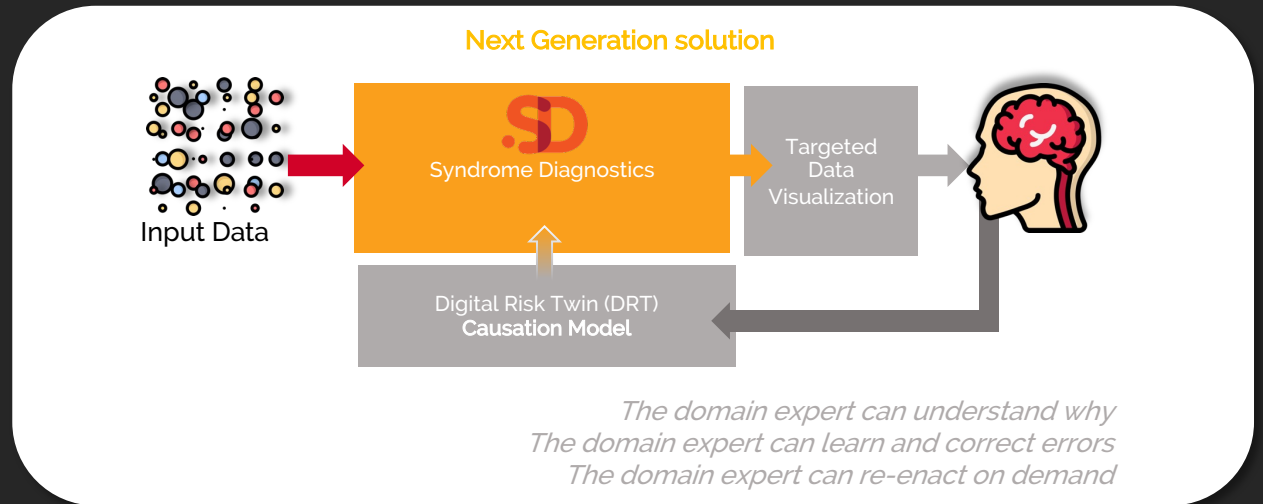 Next Generation solution
SD
Syndrome Diagnostics
Targeted
Data
Visualization
Input Data
Digital Risk Twin (DRT)
Causation Model
The domain expert can understand why
The domain expert can learn and correct errors
The domain expert can re-enact on demand